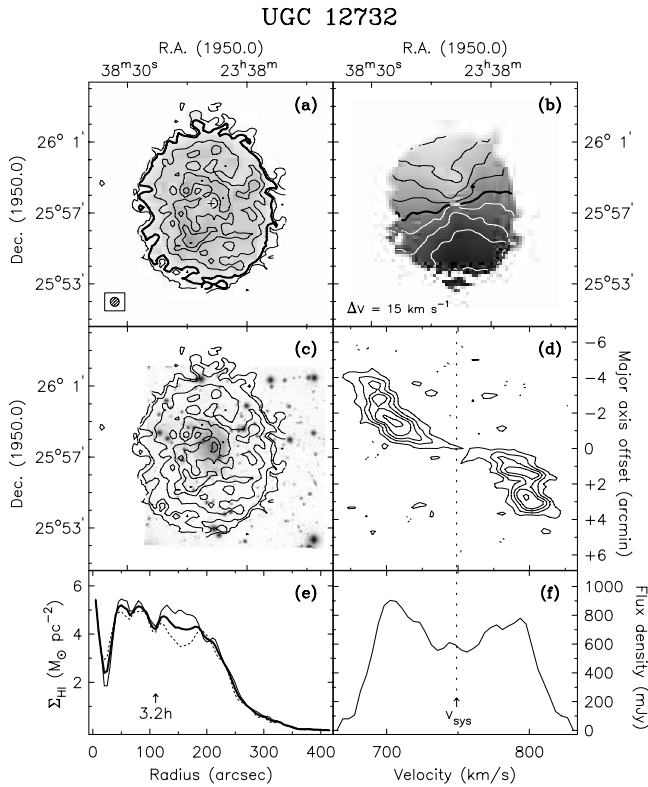 UGC 12732
R.A. (1950.0)
R.A. (1950.0)
38ᵐ30ˢ
23ʰ38ᵐ
38ᵐ30ˢ
23ʰ38ᵐ
(a)
(b)
Dec. (1950.0)
26° 1'
25°57'
25°53'
26° 1'
25°57'
25°53'
ΔV = 15 km s⁻¹
(c)
(d)
Dec. (1950.0)
26° 1'
25°57'
25°53'
−6
−4
−2
0
+2
+4
+6
Major axis offset (arcmin)
(e)
(f)
Σ_HI (M⊙ pc⁻²)
6
4
2
3.2h
V_sys
1000
800
600
400
200
0
Flux density (mJy)
0 100 200 300 400
700 800
Radius (arcsec)
Velocity (km/s)